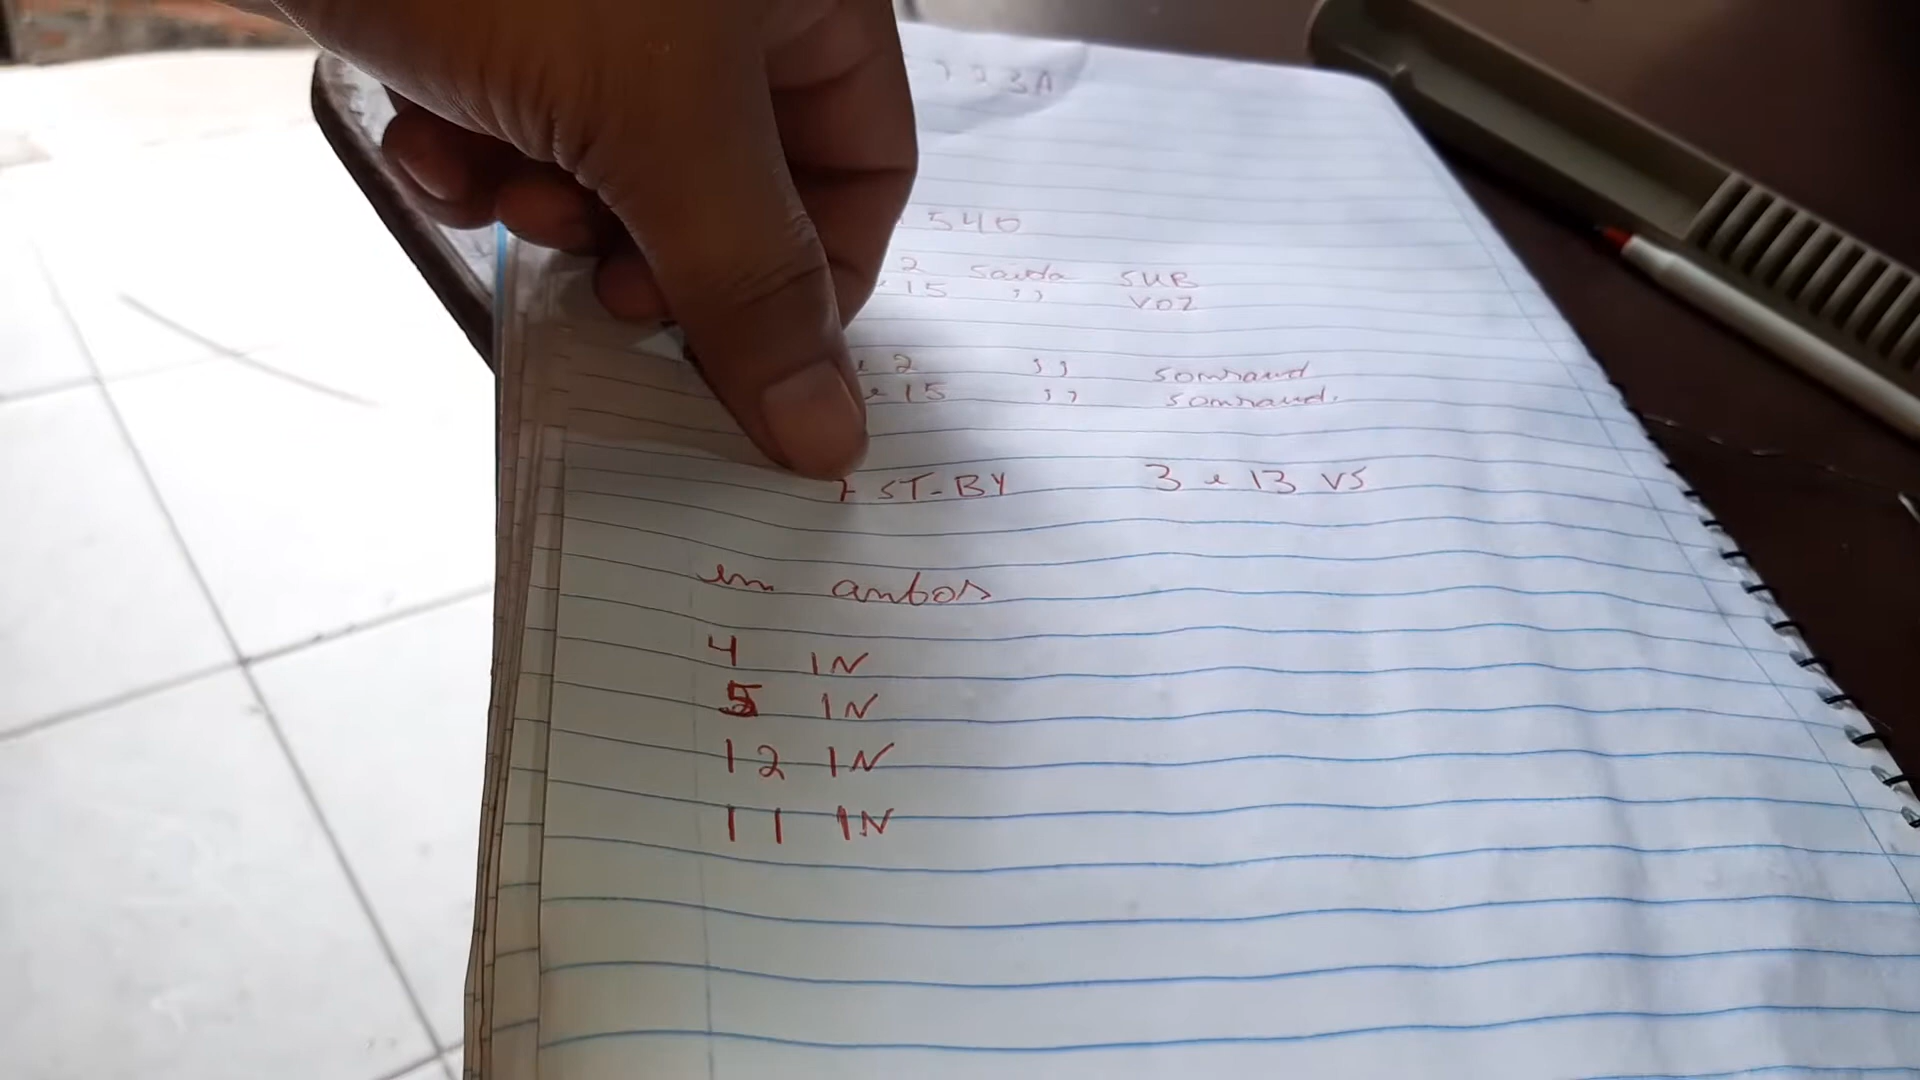 723A
540
2 saida SUB
e 15 ,, VOZ
e 2 ,, somraund
e 15 ,, somraund.
7 ST-BY 3 e 13 VS
em ambos
4 IN
5 IN
12 IN
11 IN